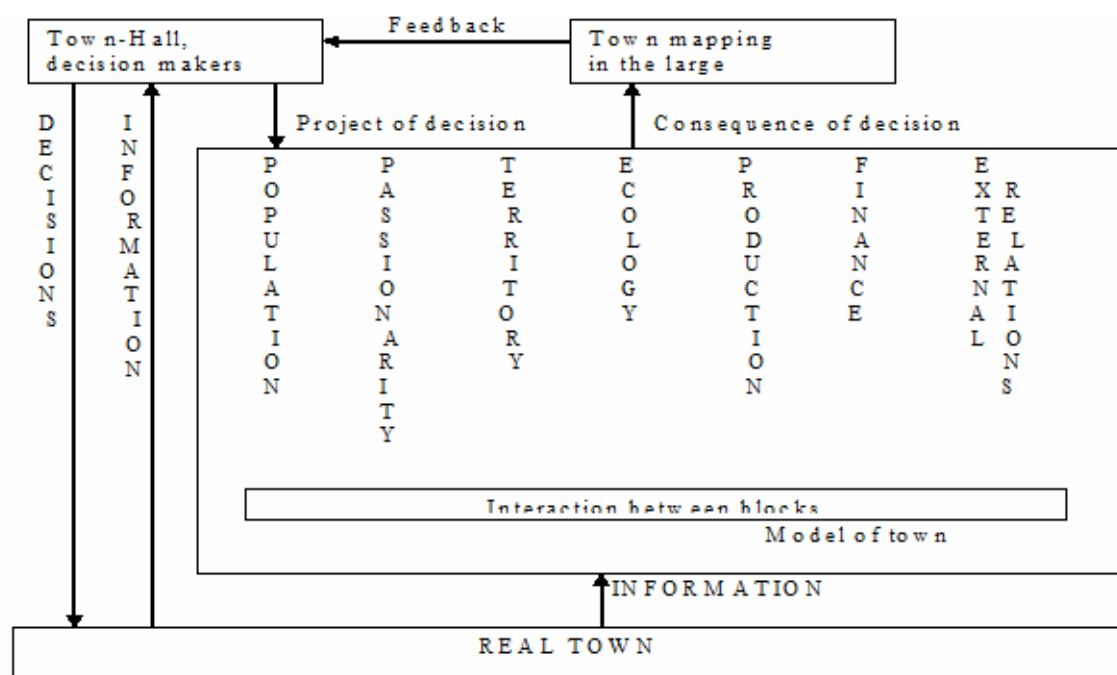 Town-Hall,
decision makers
Feedback
Town mapping
in the large
DECISIONS
INFORMATION
Project of decision
Consequence of decision
POPULATION
PASSIONARITY
TERRITORY
ECOLOGY
PRODUCTION
FINANCE
EXTERNAL
RELATIONS
Interaction between blocks
Model of town
INFORMATION
REAL TOWN